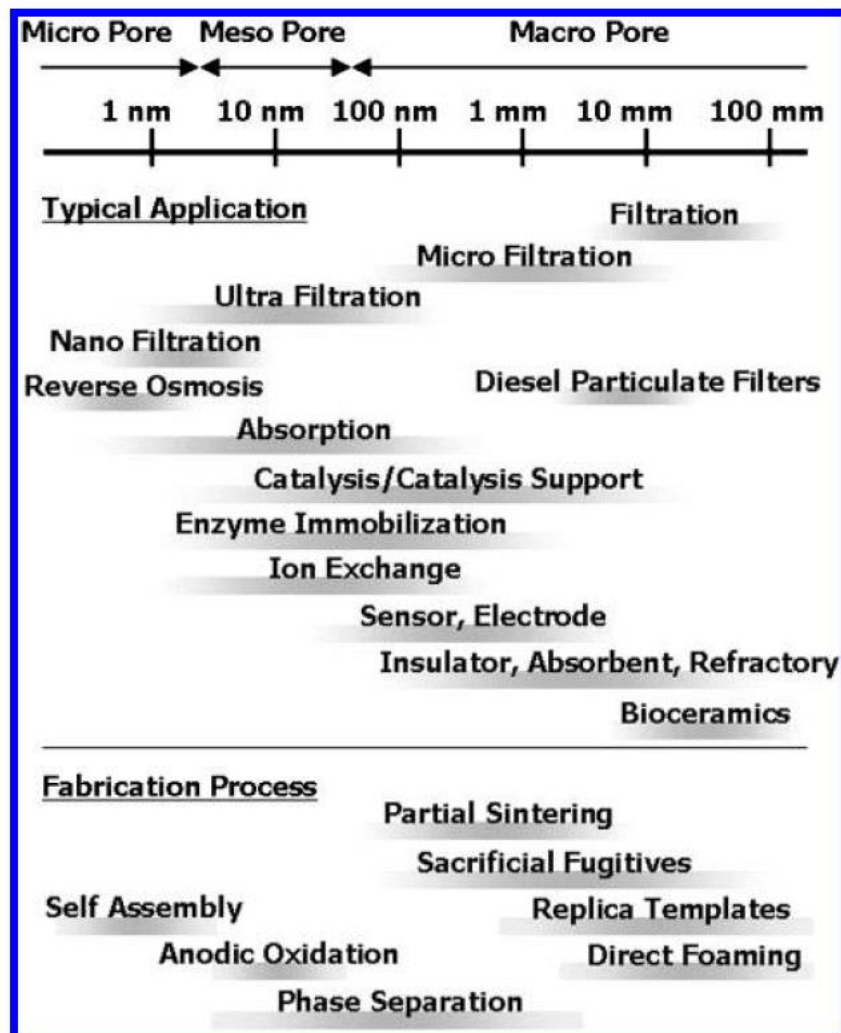 Micro Pore Meso Pore Macro Pore
1 nm 10 nm 100 nm 1 mm 10 mm 100 mm
Typical Application
Filtration
Micro Filtration
Ultra Filtration
Nano Filtration
Reverse Osmosis Diesel Particulate Filters
Absorption
Catalysis/Catalysis Support
Enzyme Immobilization
Ion Exchange
Sensor, Electrode
Insulator, Absorbent, Refractory
Bioceramics
Fabrication Process
Partial Sintering
Sacrificial Fugitives
Self Assembly Replica Templates
Anodic Oxidation Direct Foaming
Phase Separation